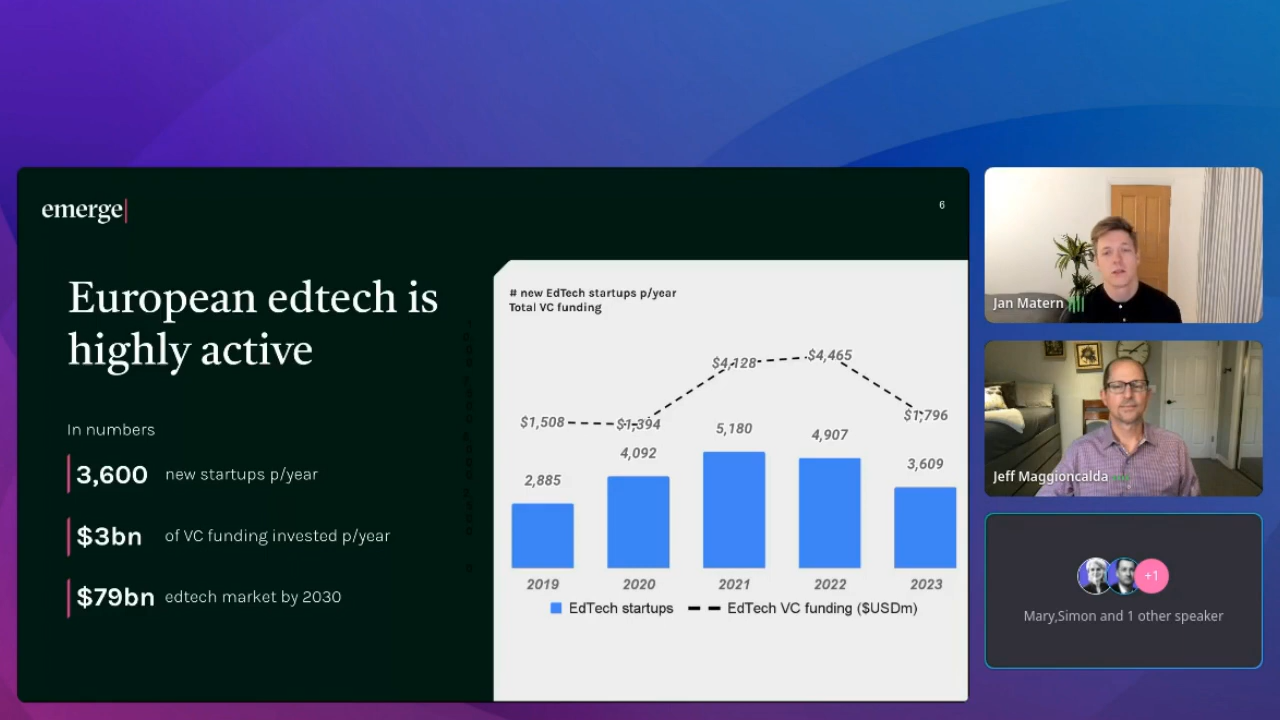 emerge
6
European edtech is
highly active
In numbers
3,600 new startups p/year
$3bn of VC funding invested p/year
$79bn edtech market by 2030
# new EdTech startups p/year
Total VC funding
$1,508 $1,394 $4,128 $4,465 $1,796
2,885 4,092 5,180 4,907 3,609
2019 2020 2021 2022 2023
EdTech startups EdTech VC funding ($USDm)
Jan Matern
Jeff Maggioncalda
+1
Mary,Simon and 1 other speaker